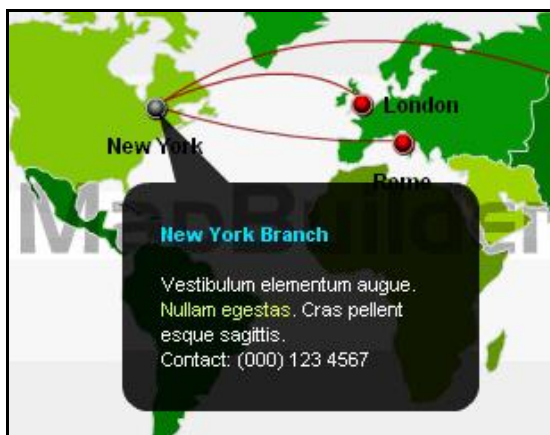 London
New York
Rome
MapBuilder
New York Branch
Vestibulum elementum augue.
Nullam egestas. Cras pellent
esque sagittis.
Contact: (000) 123 4567